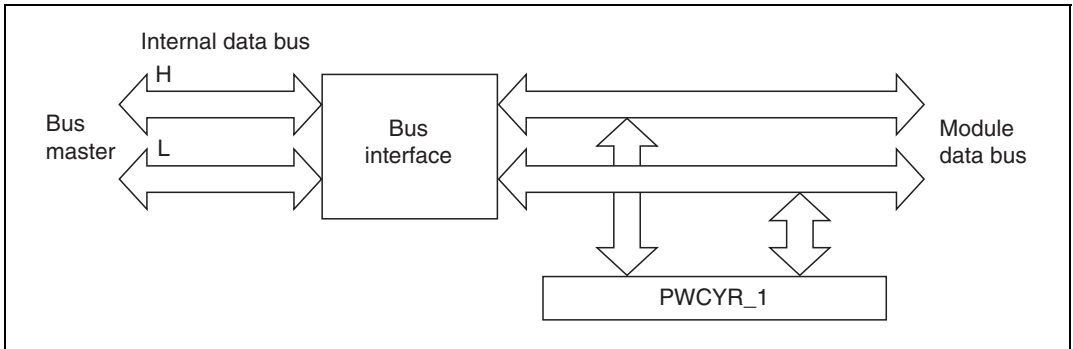 Internal data bus
H
Bus
master
L
Bus
interface
Module
data bus
PWCYR_1